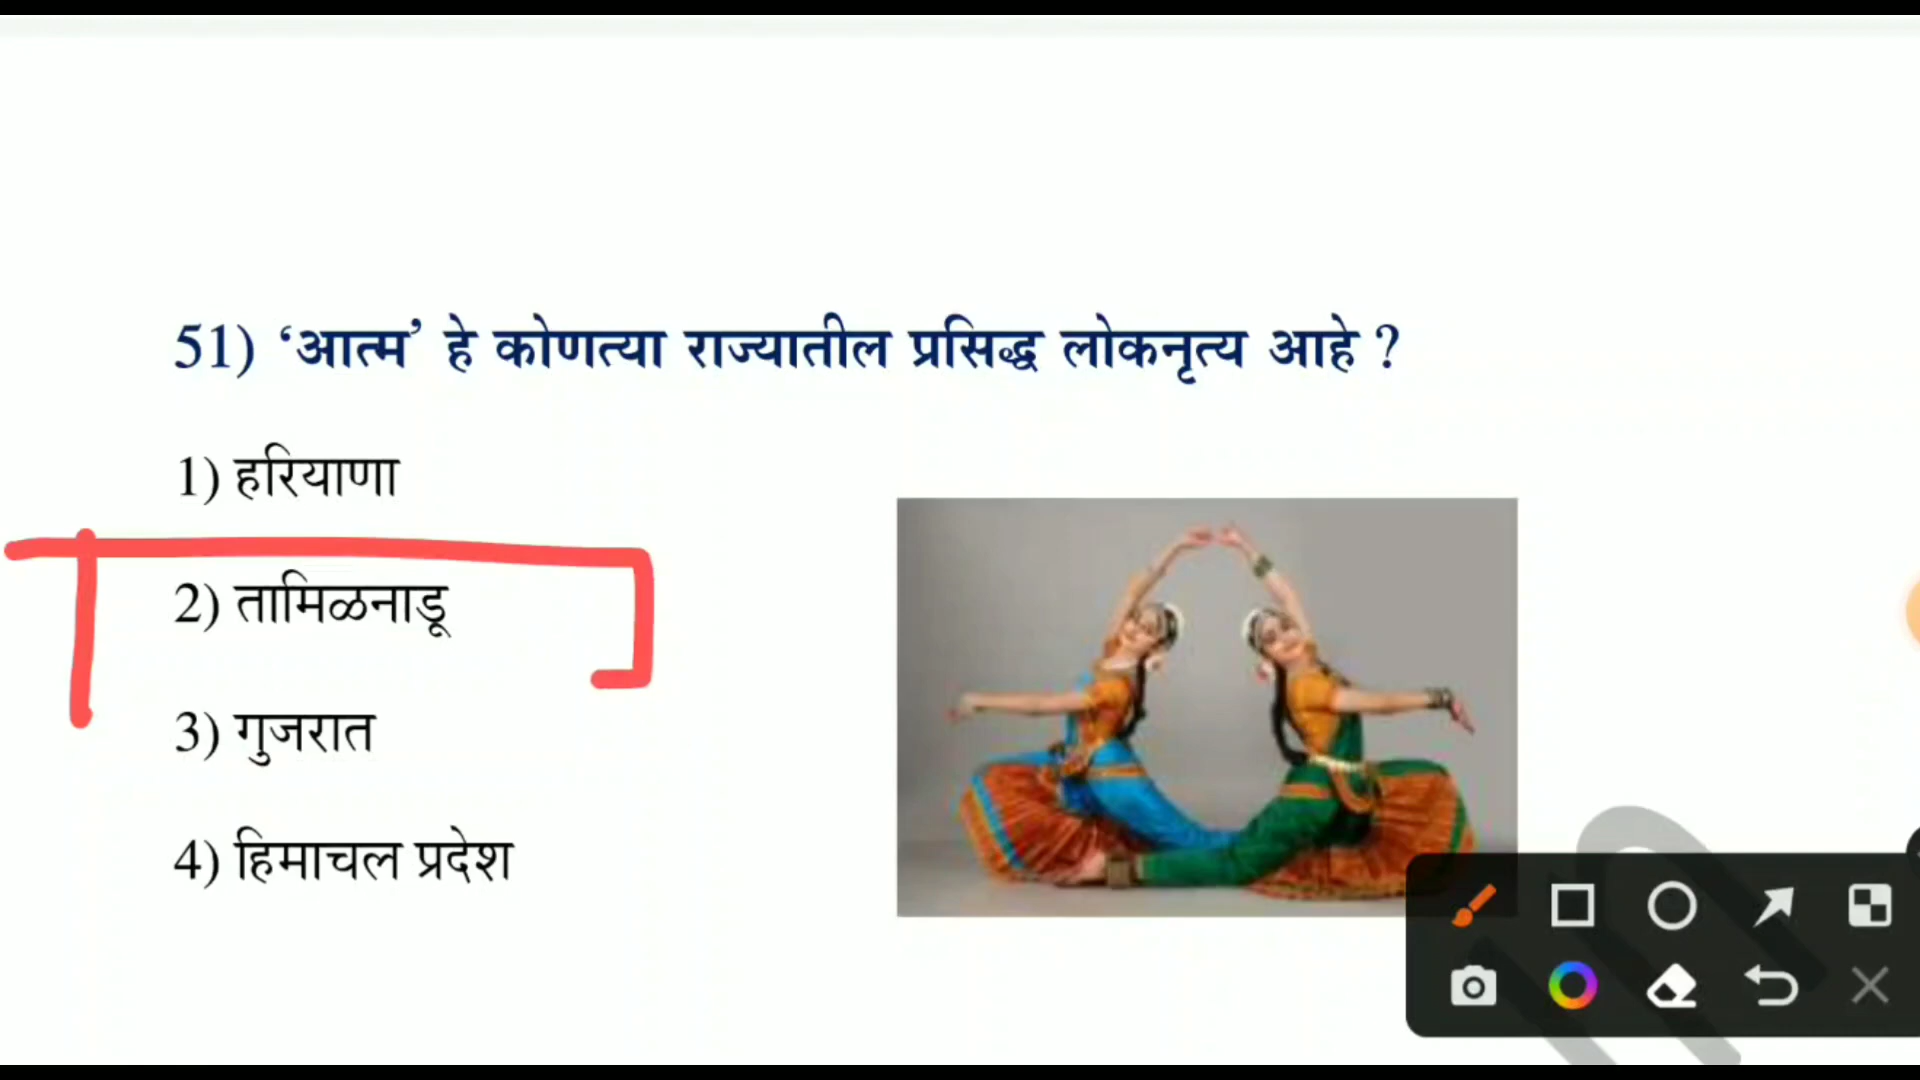 51) ‘आत्म’ हे कोणत्या राज्यातील प्रसिद्ध लोकनृत्य आहे ?
1) हरियाणा
2) तामिळनाडू
3) गुजरात
4) हिमाचल प्रदेश